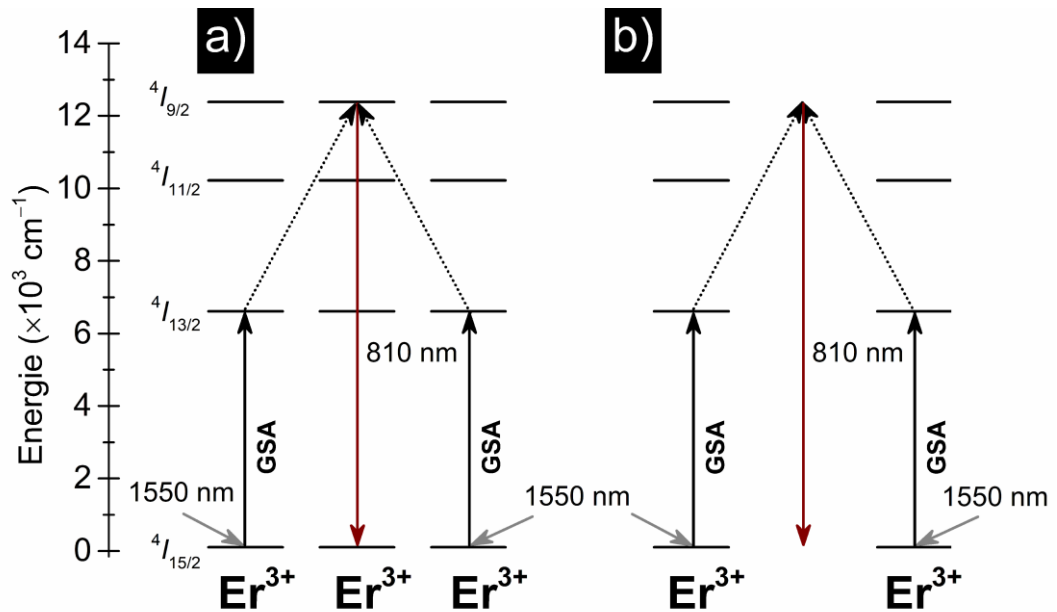 a)
b)
Energie (×10³ cm⁻¹)
14
12
10
8
6
4
2
0
⁴I₉/₂
⁴I₁₁/₂
⁴I₁₃/₂
⁴I₁₅/₂
810 nm
810 nm
GSA
GSA
GSA
GSA
1550 nm
1550 nm
1550 nm
Er³⁺
Er³⁺
Er³⁺
Er³⁺
Er³⁺